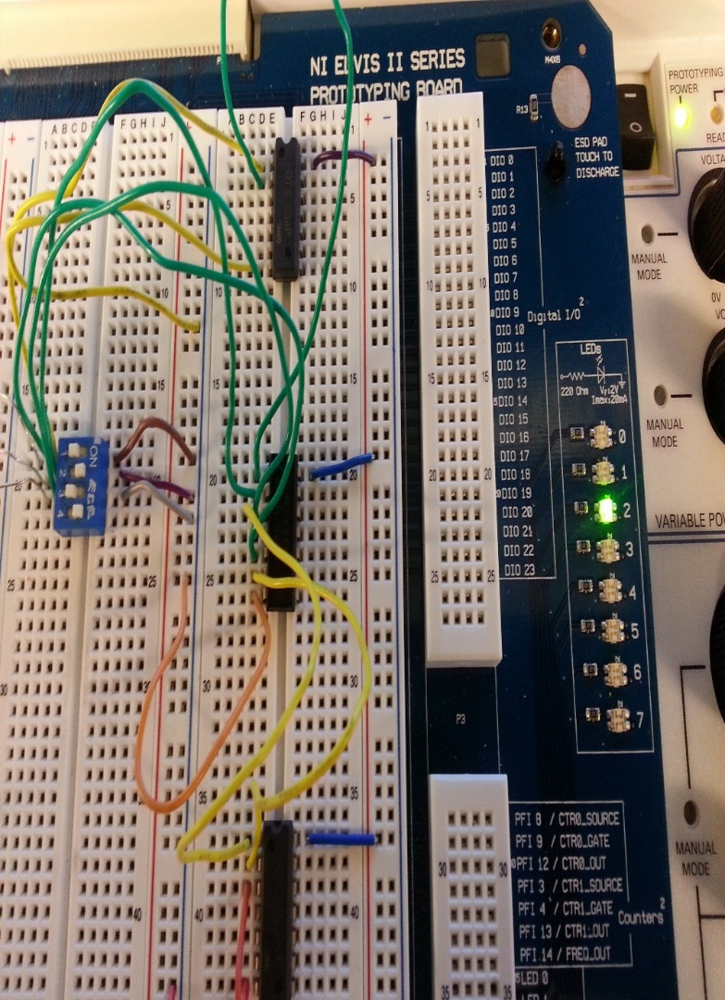 NI ELVIS II SERIES
PROTOTYPING BOARD
M4X6
R13
PROTOTYPING
POWER
READ
VOLTA
ESD PAD
TOUCH TO
DISCHARGE
+ -
A B C D E
F G H I J
+ -
A B C D E
F G H I J
+ -
DIO 0
DIO 1
DIO 2
DIO 3
DIO 4
DIO 5
DIO 6
DIO 7
DIO 8
DIO 9
DIO 10
DIO 11
DIO 12
DIO 13
DIO 14
DIO 15
DIO 16
DIO 17
DIO 18
DIO 19
DIO 20
DIO 21
DIO 22
DIO 23
Digital I/O²
MANUAL
MODE
0V
LEDs
220 Ohm
VF:2V
Imax:20mA
0
1
2
3
4
5
6
7
MANUAL
MODE
VARIABLE PO
ON
2
3
4
P3
PFI 8 / CTR0_SOURCE
PFI 9 / CTR0_GATE
PFI 12 / CTR0_OUT
PFI 3 / CTR1_SOURCE
PFI 4 / CTR1_GATE
PFI 13 / CTR1_OUT
PFI 14 / FREQ_OUT
Counters²
LED 0
MANUAL
MODE
1
5
10
15
20
25
30
35
40